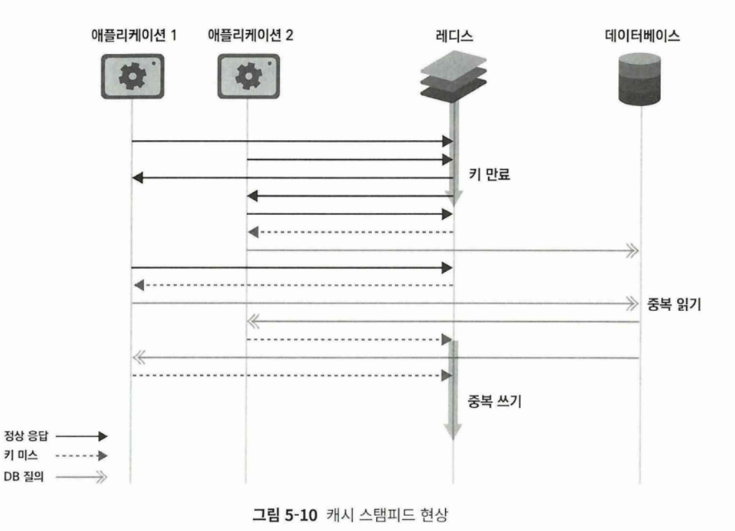 애플리케이션 1 애플리케이션 2 레디스 데이터베이스
키 만료
중복 읽기
중복 쓰기
정상 응답
키 미스
DB 질의
그림 5-10 캐시 스탬피드 현상